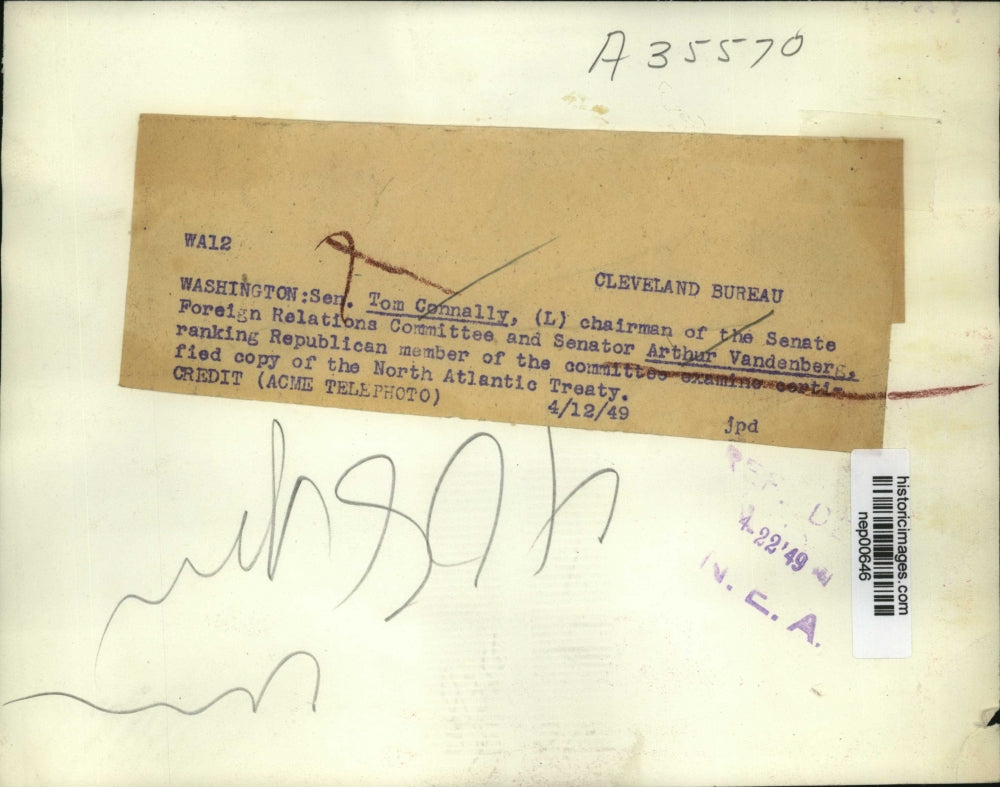 A35570
WA12
CLEVELAND BUREAU
WASHINGTON:Sen. Tom Connally, (L) chairman of the Senate
Foreign Relations Committee and Senator Arthur Vandenberg,
ranking Republican member of the committee examine certi-
fied copy of the North Atlantic Treaty.
CREDIT (ACME TELEPHOTO) 4/12/49 jpd
REF. D
4-22'49
N. E. A.
historicimages.com
nep00646